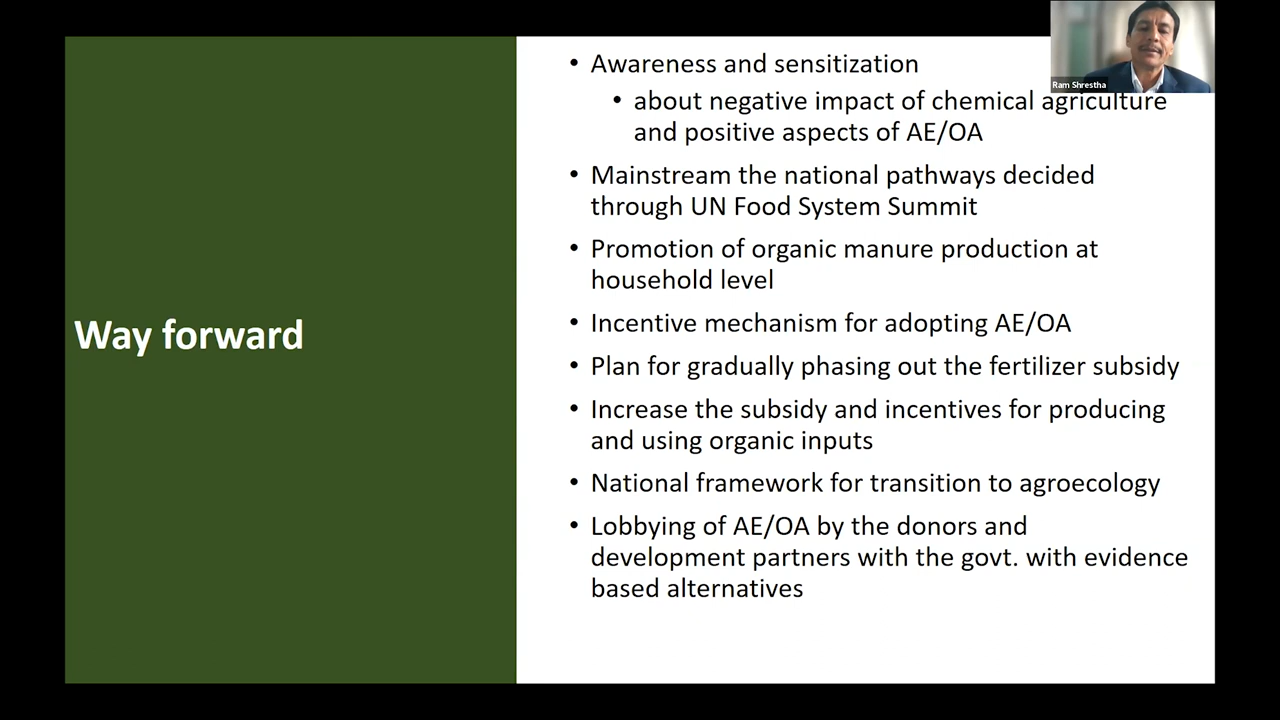 Ram Shrestha
Way forward
• Awareness and sensitization
• about negative impact of chemical agriculture
and positive aspects of AE/OA
• Mainstream the national pathways decided
through UN Food System Summit
• Promotion of organic manure production at
household level
• Incentive mechanism for adopting AE/OA
• Plan for gradually phasing out the fertilizer subsidy
• Increase the subsidy and incentives for producing
and using organic inputs
• National framework for transition to agroecology
• Lobbying of AE/OA by the donors and
development partners with the govt. with evidence
based alternatives